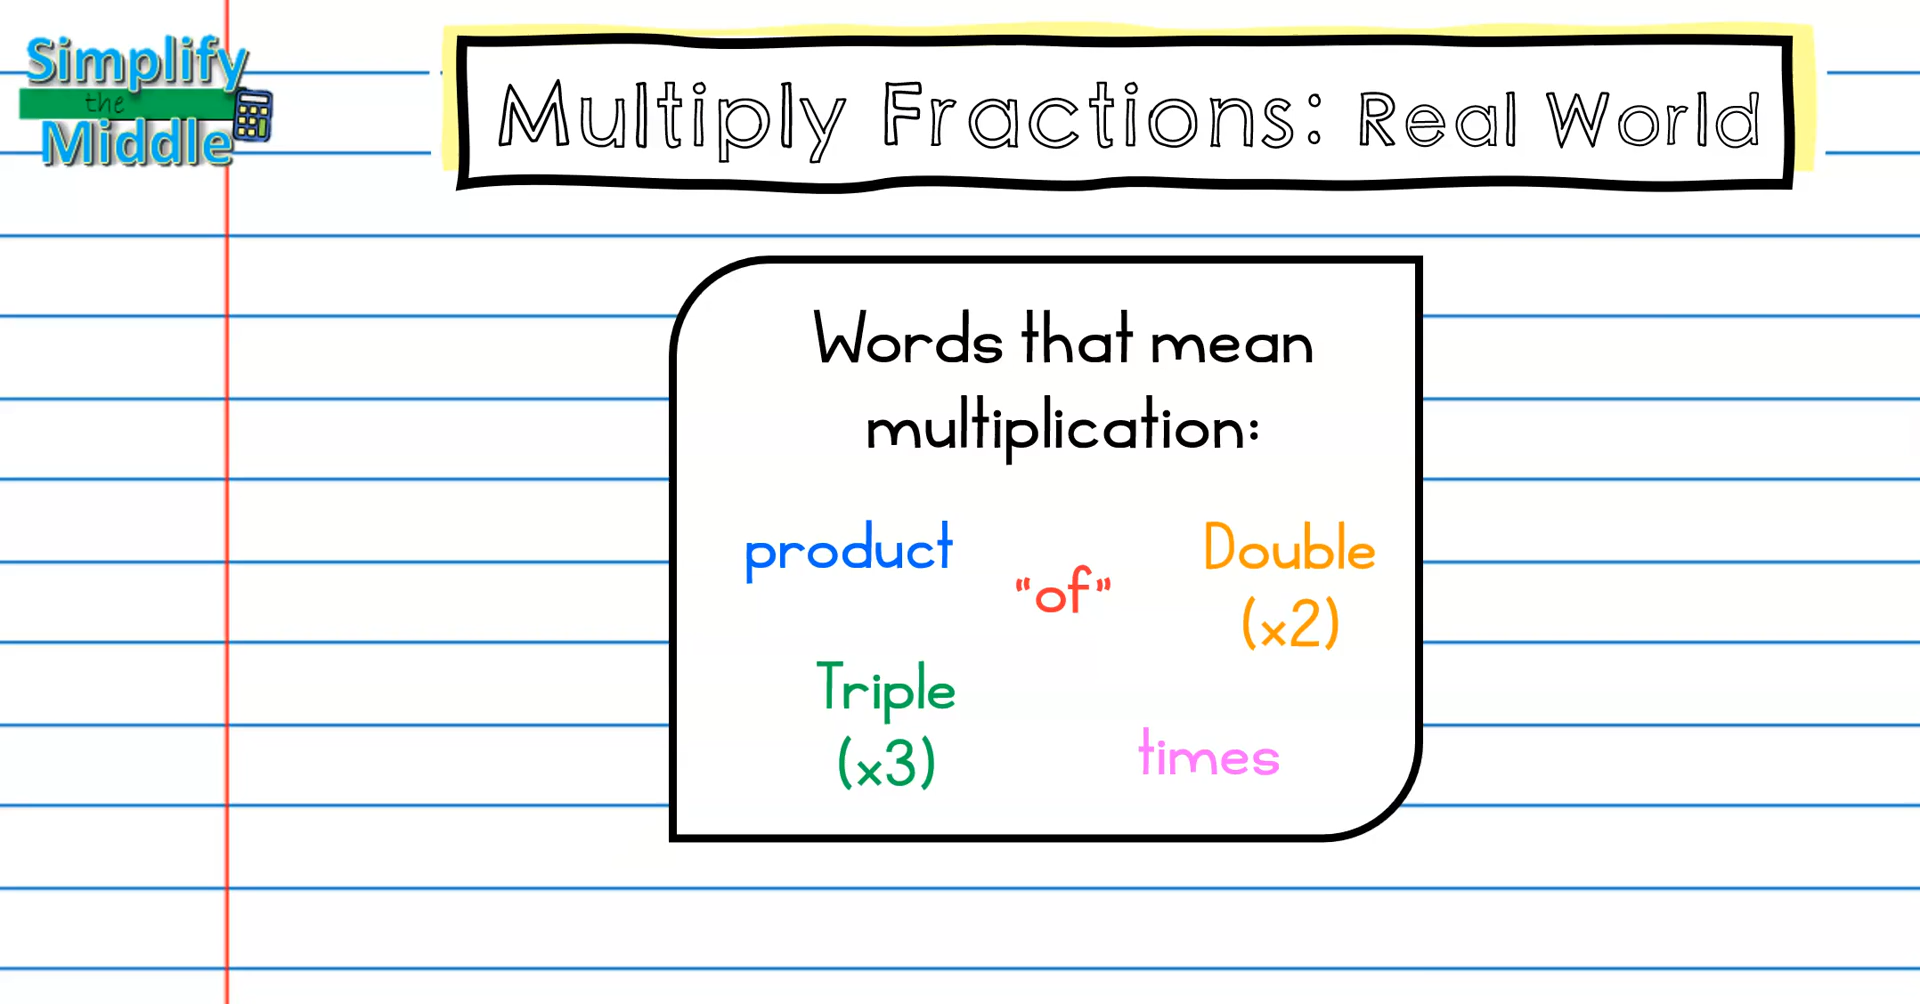 Simplify
the
Middle
Multiply Fractions: Real World
Words that mean
multiplication:
product
"of"
Double
(x2)
Triple
(x3)
times